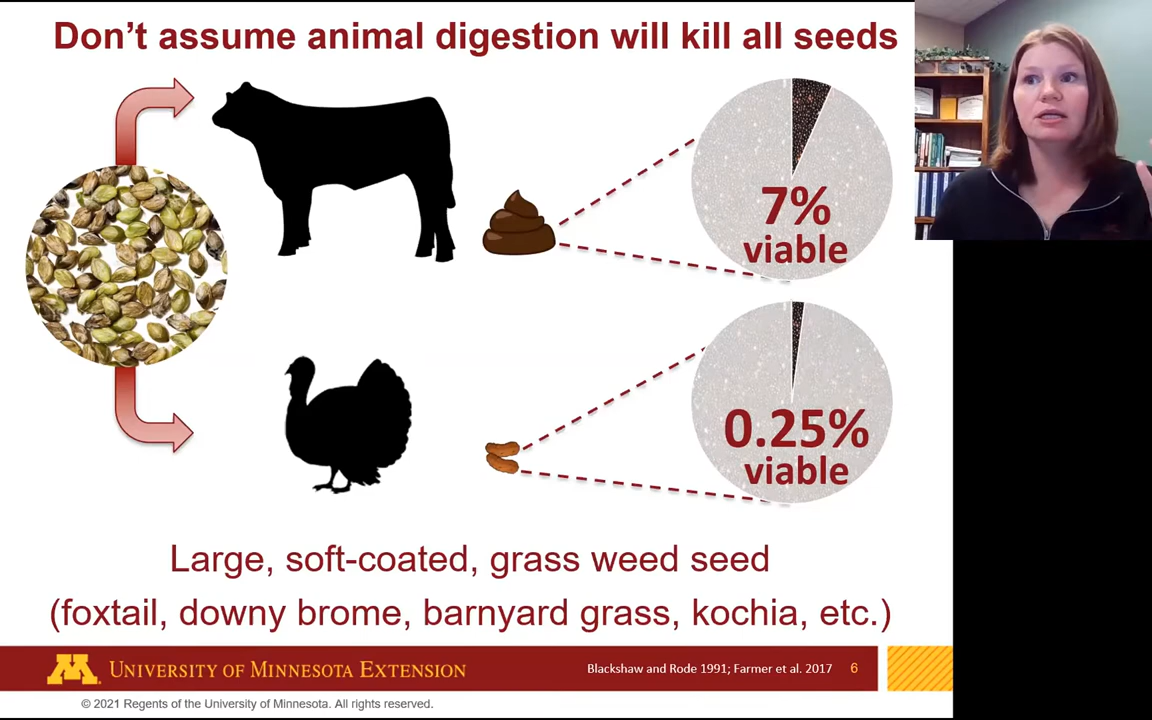 Don't assume animal digestion will kill all seeds
7%
viable
0.25%
viable
Large, soft-coated, grass weed seed
(foxtail, downy brome, barnyard grass, kochia, etc.)
M UNIVERSITY OF MINNESOTA EXTENSION
Blackshaw and Rode 1991; Farmer et al. 2017 6
© 2021 Regents of the University of Minnesota. All rights reserved.